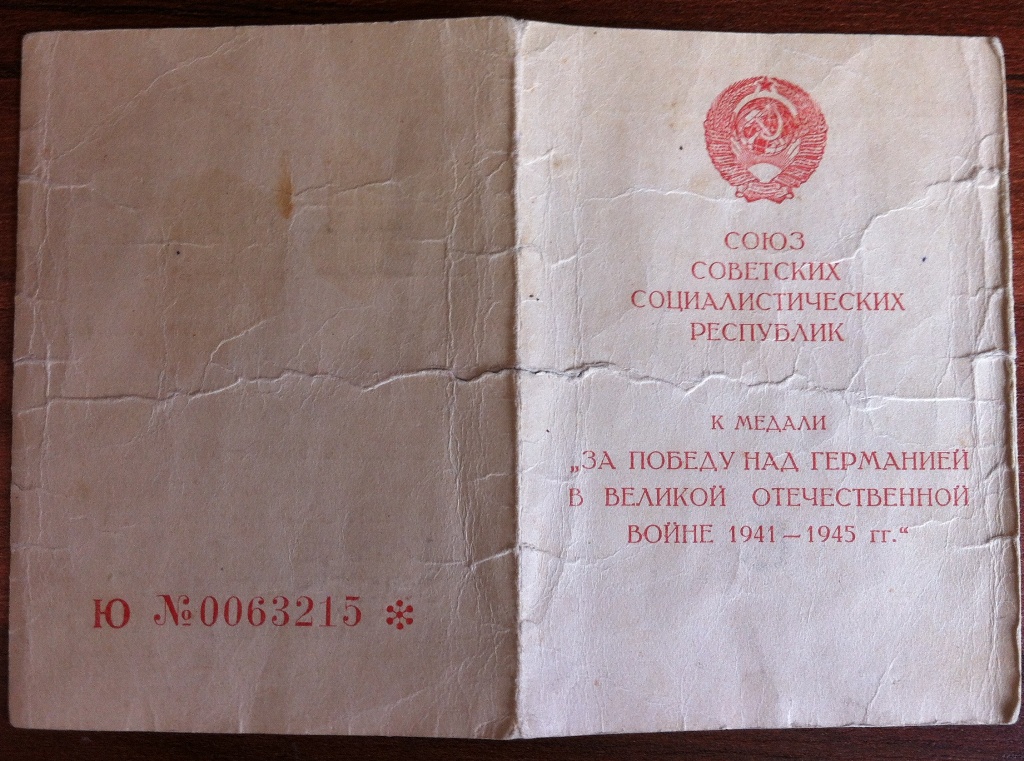 Ю №0063215 *
СОЮЗ
СОВЕТСКИХ
СОЦИАЛИСТИЧЕСКИХ
РЕСПУБЛИК
К МЕДАЛИ
„ЗА ПОБЕДУ НАД ГЕРМАНИЕЙ
В ВЕЛИКОЙ ОТЕЧЕСТВЕННОЙ
ВОЙНЕ 1941 — 1945 гг.“